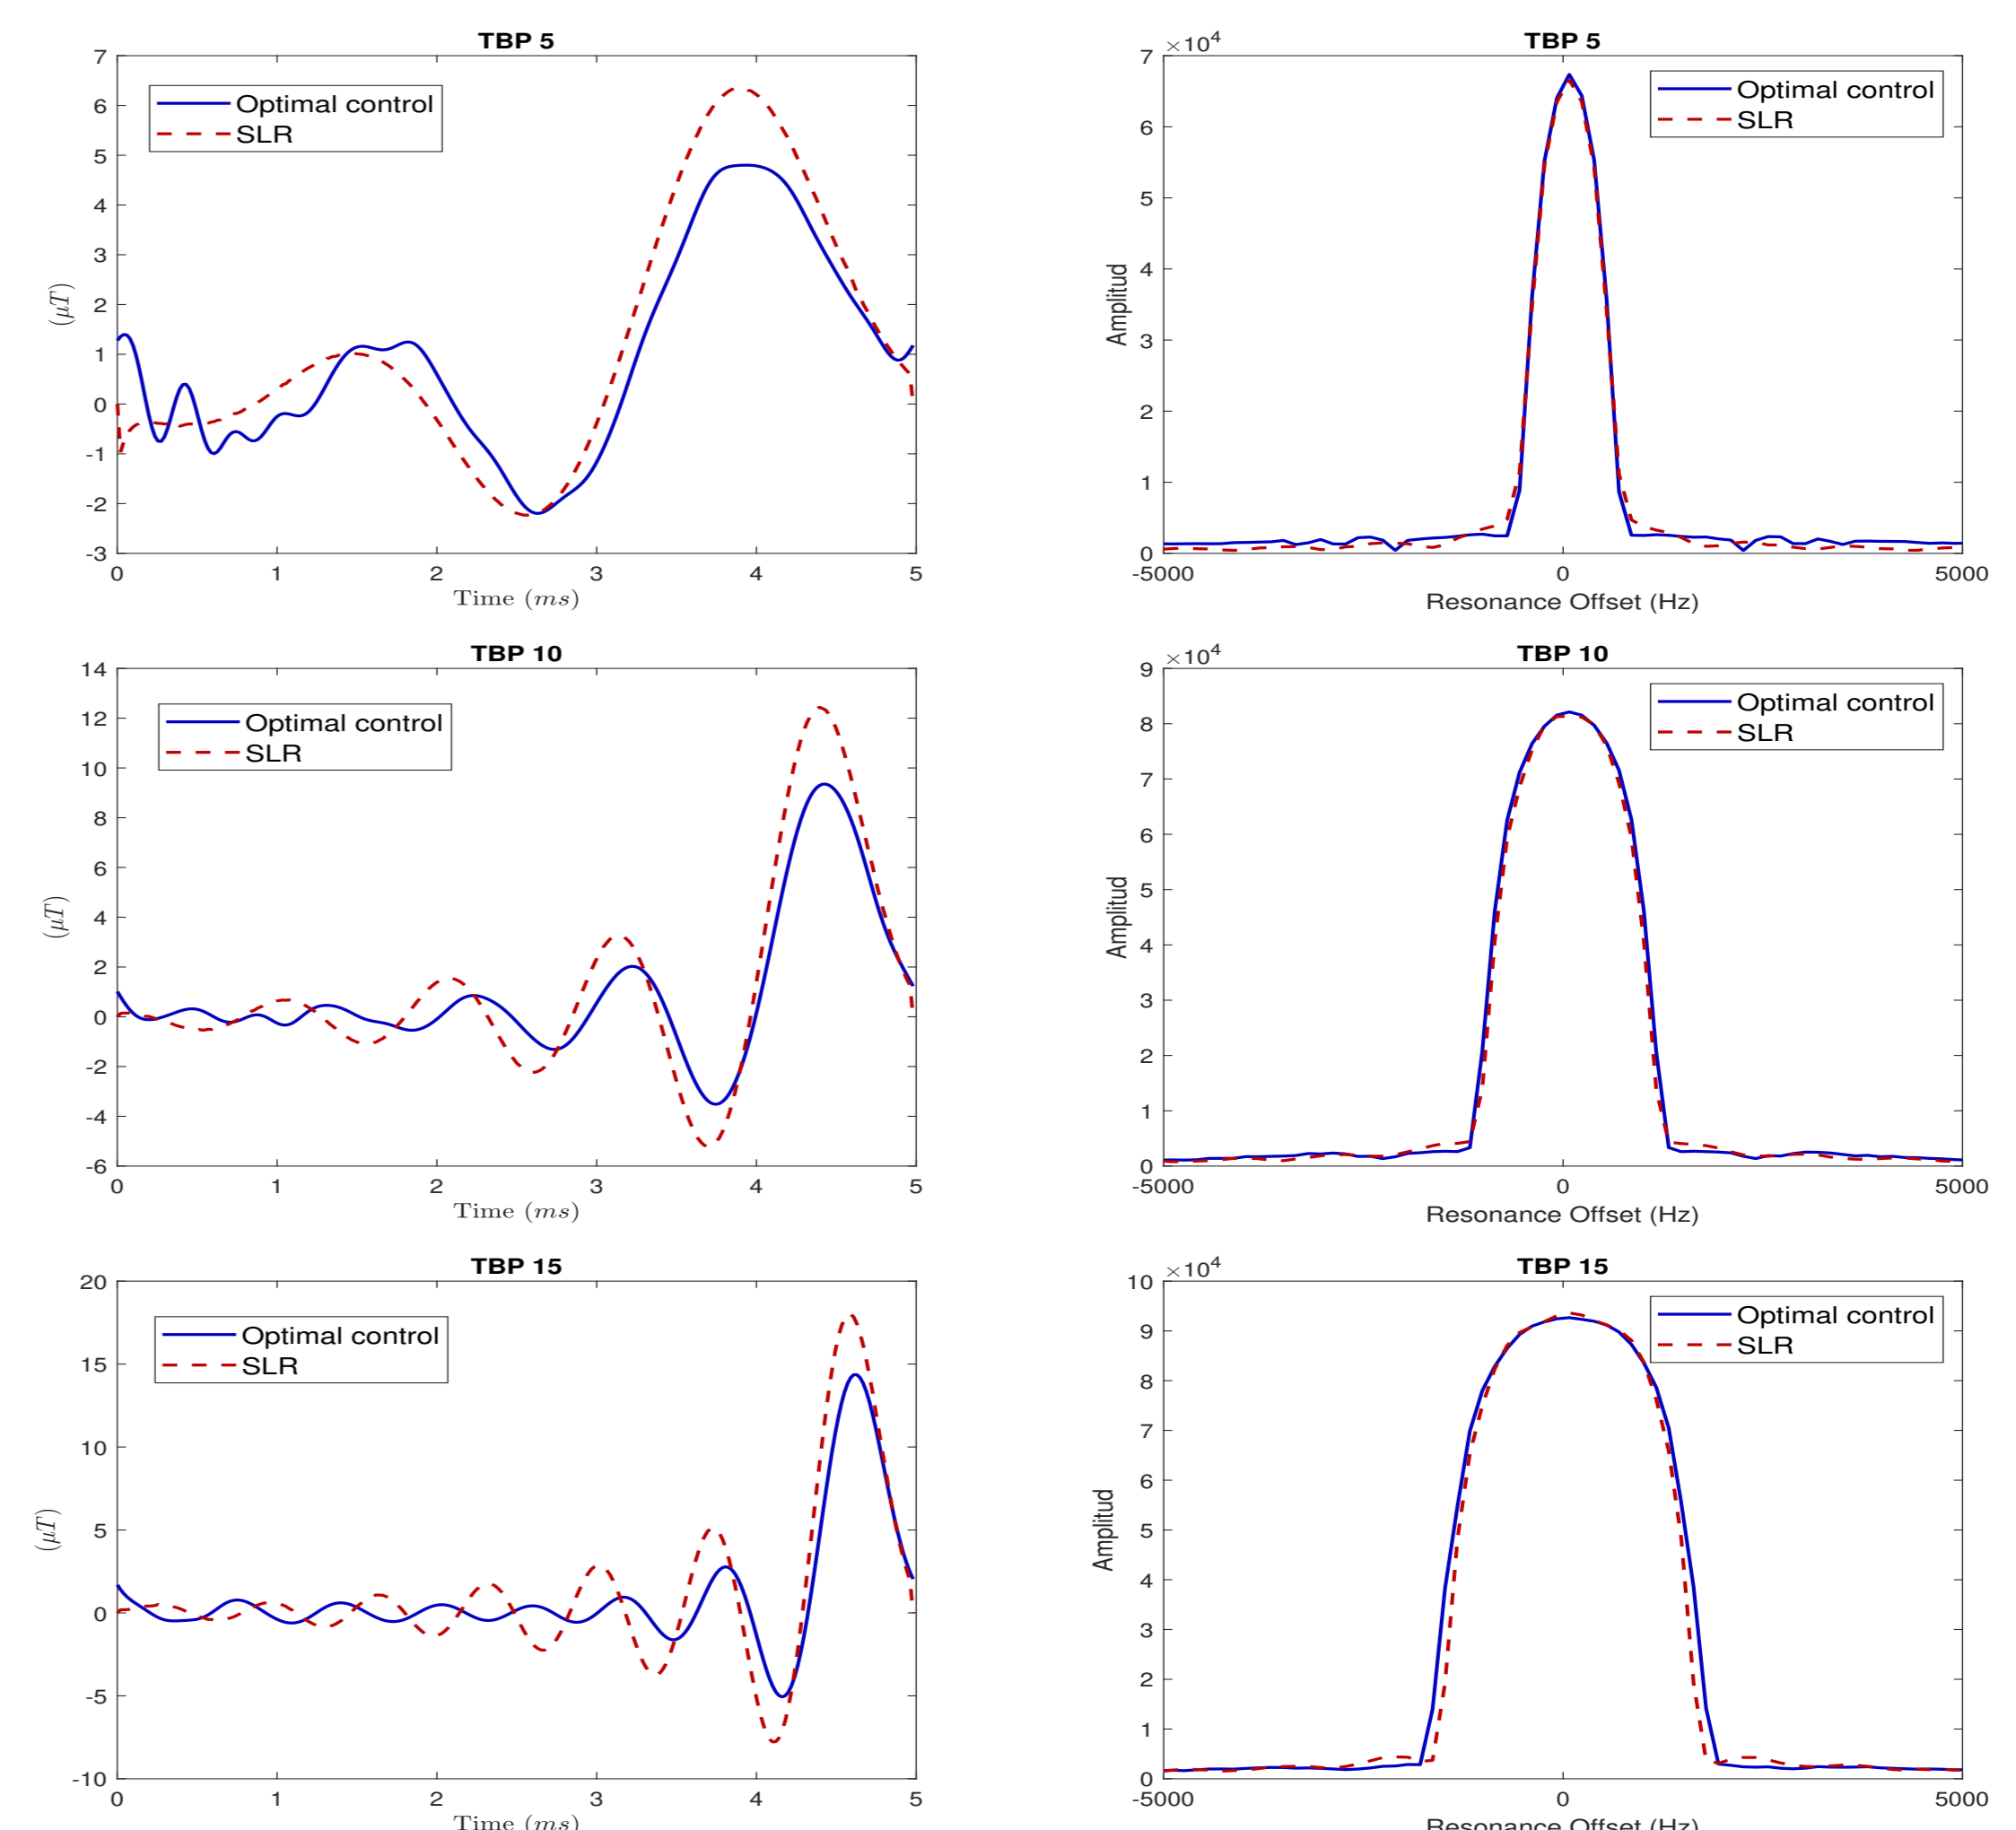 TBP 5
7
6
5
4
3
2
1
0
-1
-2
-3
(μT)
Optimal control
SLR
0 1 2 3 4 5
Time (ms)
TBP 5
×10⁴
7
6
5
4
3
2
1
0
Amplitud
Optimal control
SLR
-5000 0 5000
Resonance Offset (Hz)
TBP 10
14
12
10
8
6
4
2
0
-2
-4
-6
(μT)
Optimal control
SLR
0 1 2 3 4 5
Time (ms)
TBP 10
×10⁴
9
8
7
6
5
4
3
2
1
0
Amplitud
Optimal control
SLR
-5000 0 5000
Resonance Offset (Hz)
TBP 15
20
15
10
5
0
-5
-10
(μT)
Optimal control
SLR
0 1 2 3 4 5
Time (ms)
TBP 15
×10⁴
10
9
8
7
6
5
4
3
2
1
0
Amplitud
Optimal control
SLR
-5000 0 5000
Resonance Offset (Hz)